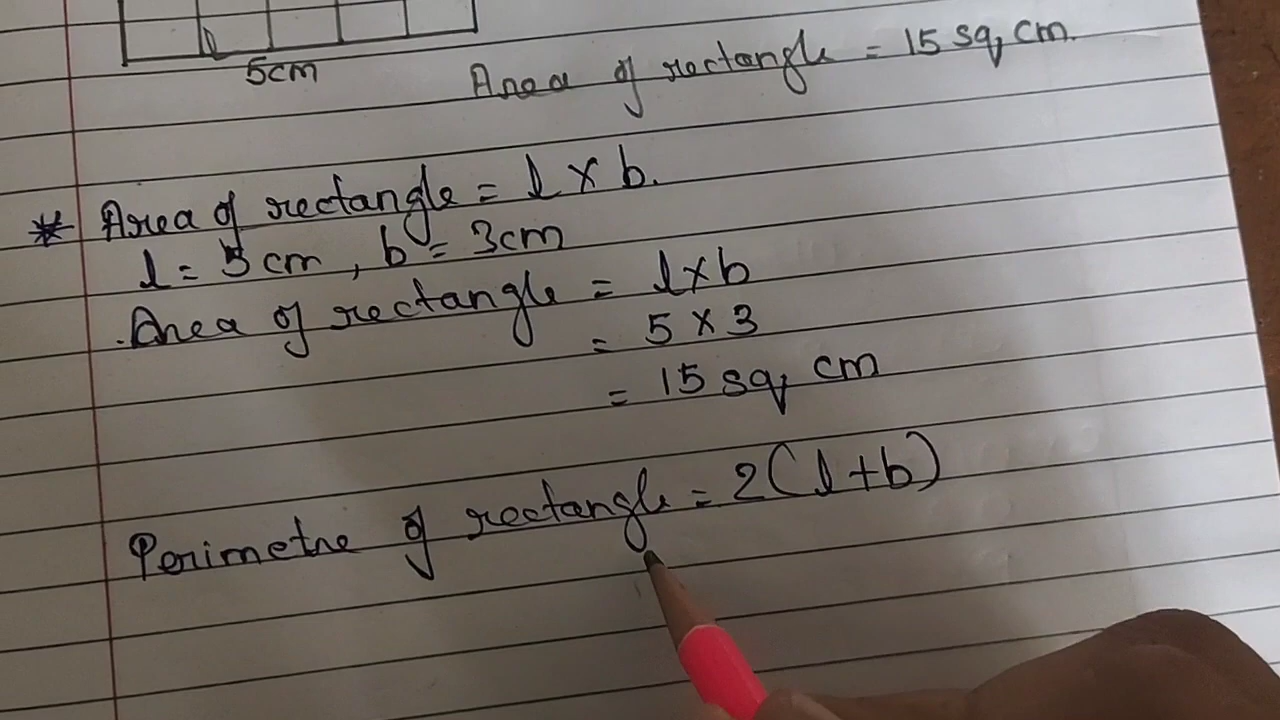 5cm
Area of rectangle = 15 sq, cm.
* Area of rectangle = l × b.
l = 5 cm, b = 3cm
Area of rectangle = l × b
= 5 × 3
= 15 sq, cm
Perimetre of rectangle = 2(l+b)